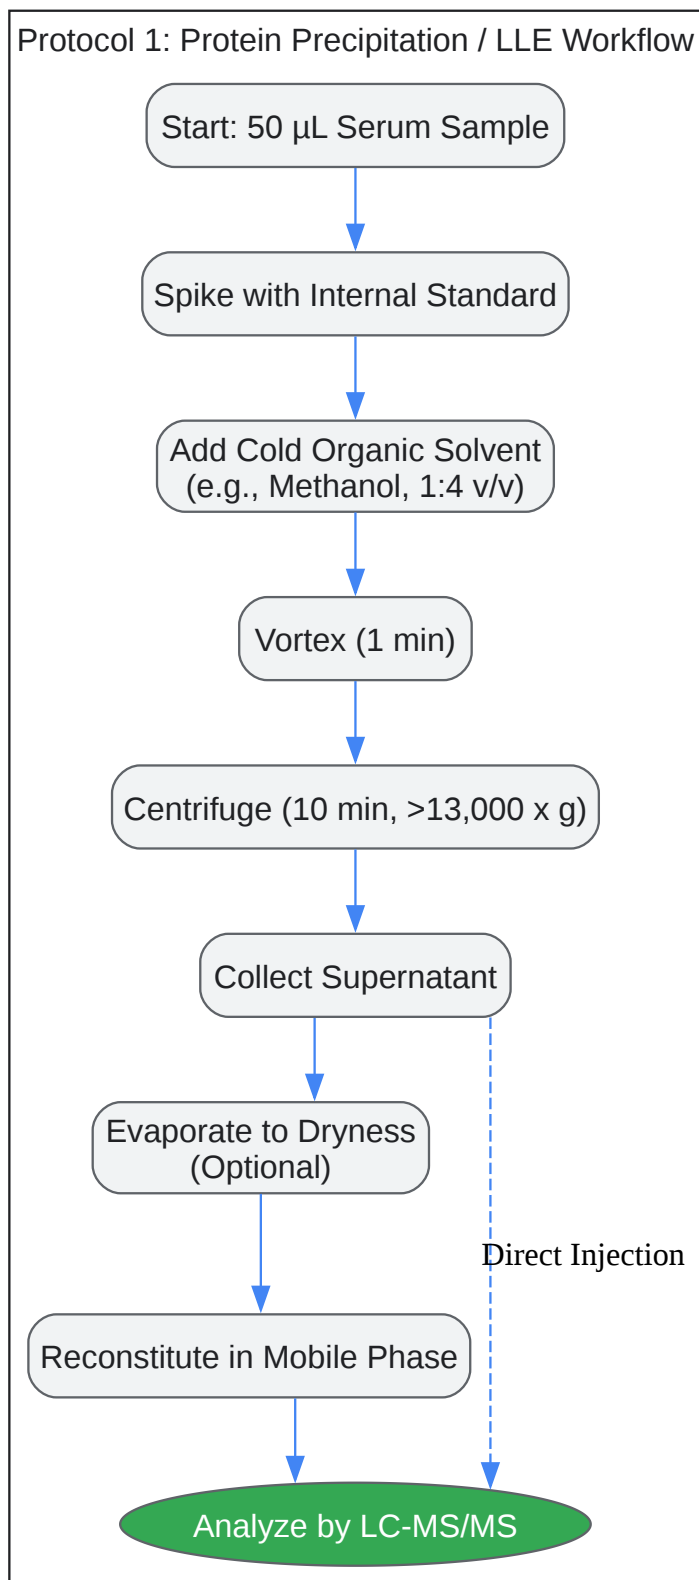 Protocol 1: Protein Precipitation / LLE Workflow
Start: 50 µL Serum Sample
Spike with Internal Standard
Add Cold Organic Solvent
(e.g., Methanol, 1:4 v/v)
Vortex (1 min)
Centrifuge (10 min, >13,000 x g)
Collect Supernatant
Evaporate to Dryness
(Optional)
Direct Injection
Reconstitute in Mobile Phase
Analyze by LC-MS/MS